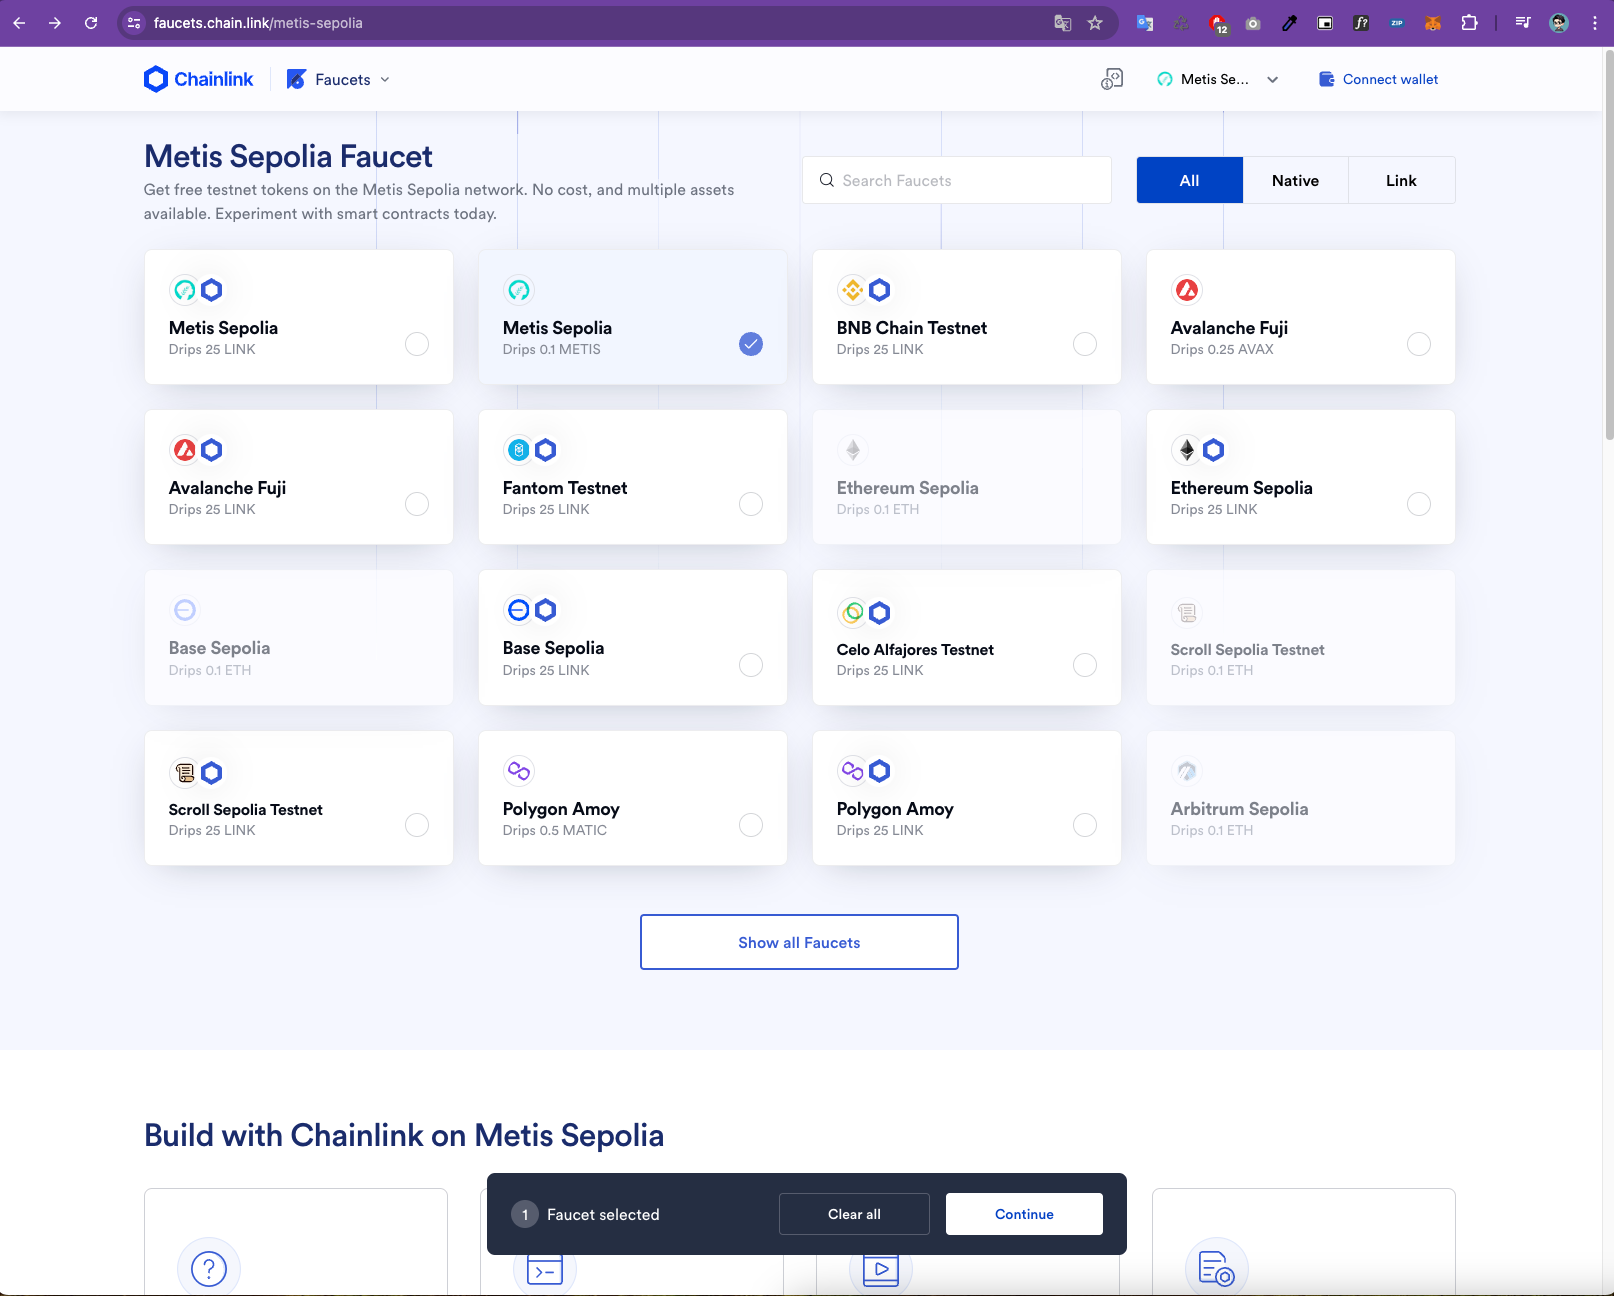 faucets.chain.link/metis-sepolia
12
f?
ZIP
Chainlink
Faucets
Metis Se...
Connect wallet
Metis Sepolia Faucet
Get free testnet tokens on the Metis Sepolia network. No cost, and multiple assets
available. Experiment with smart contracts today.
Search Faucets
All
Native
Link
Metis Sepolia
Drips 25 LINK
Metis Sepolia
Drips 0.1 METIS
BNB Chain Testnet
Drips 25 LINK
Avalanche Fuji
Drips 0.25 AVAX
Avalanche Fuji
Drips 25 LINK
Fantom Testnet
Drips 25 LINK
Ethereum Sepolia
Drips 0.1 ETH
Ethereum Sepolia
Drips 25 LINK
Base Sepolia
Drips 0.1 ETH
Base Sepolia
Drips 25 LINK
Celo Alfajores Testnet
Drips 25 LINK
Scroll Sepolia Testnet
Drips 0.1 ETH
Scroll Sepolia Testnet
Drips 25 LINK
Polygon Amoy
Drips 0.5 MATIC
Polygon Amoy
Drips 25 LINK
Arbitrum Sepolia
Drips 0.1 ETH
Show all Faucets
Build with Chainlink on Metis Sepolia
1 Faucet selected
Clear all
Continue